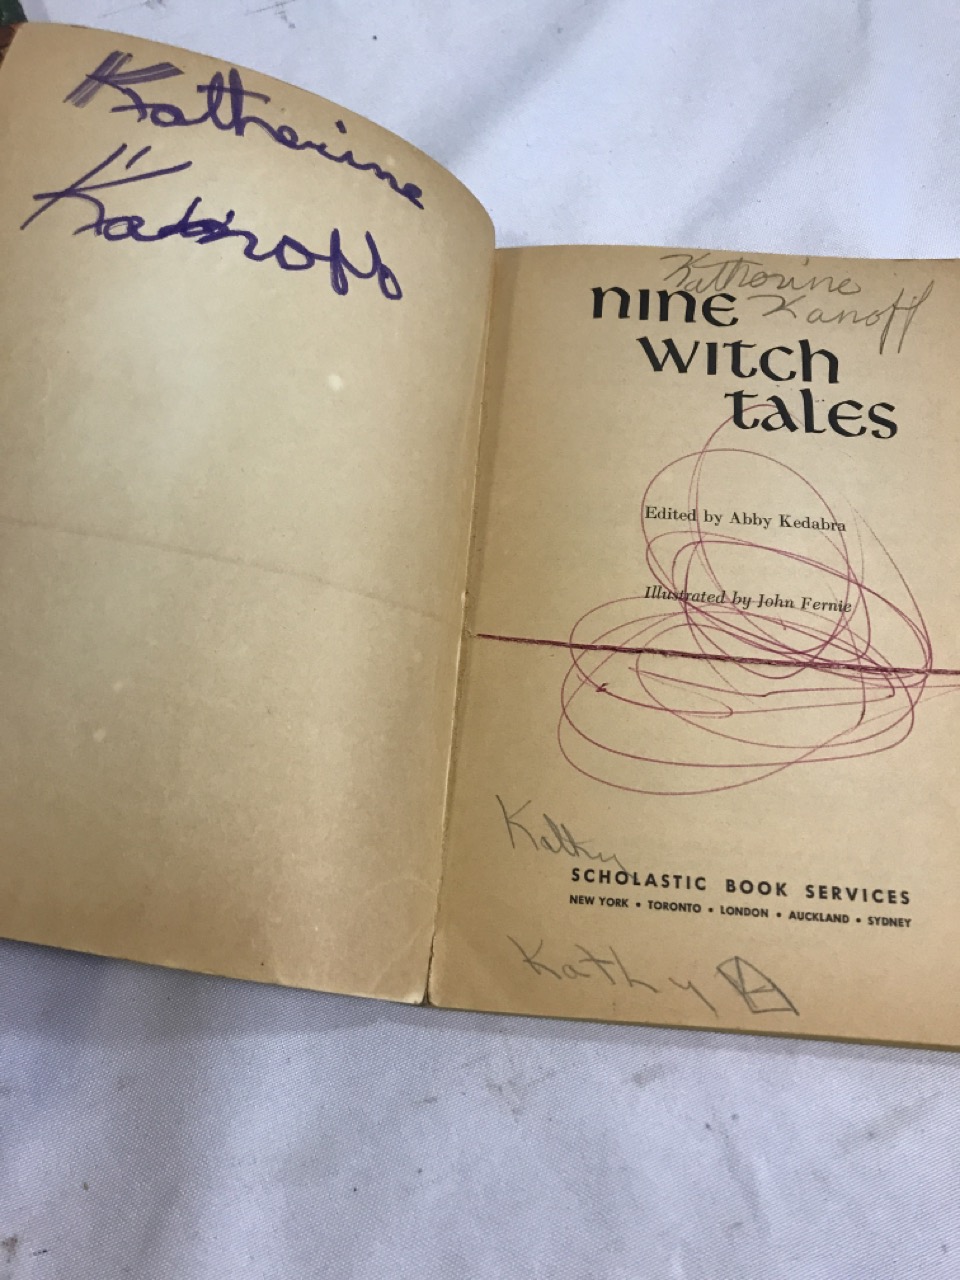 Katherine
Kanoff
Katherine
Kanoff
nine
witch
tales
Edited by Abby Kedabra
Illustrated by John Fernie
Kathy
SCHOLASTIC BOOK SERVICES
NEW YORK • TORONTO • LONDON • AUCKLAND • SYDNEY
Kathy K